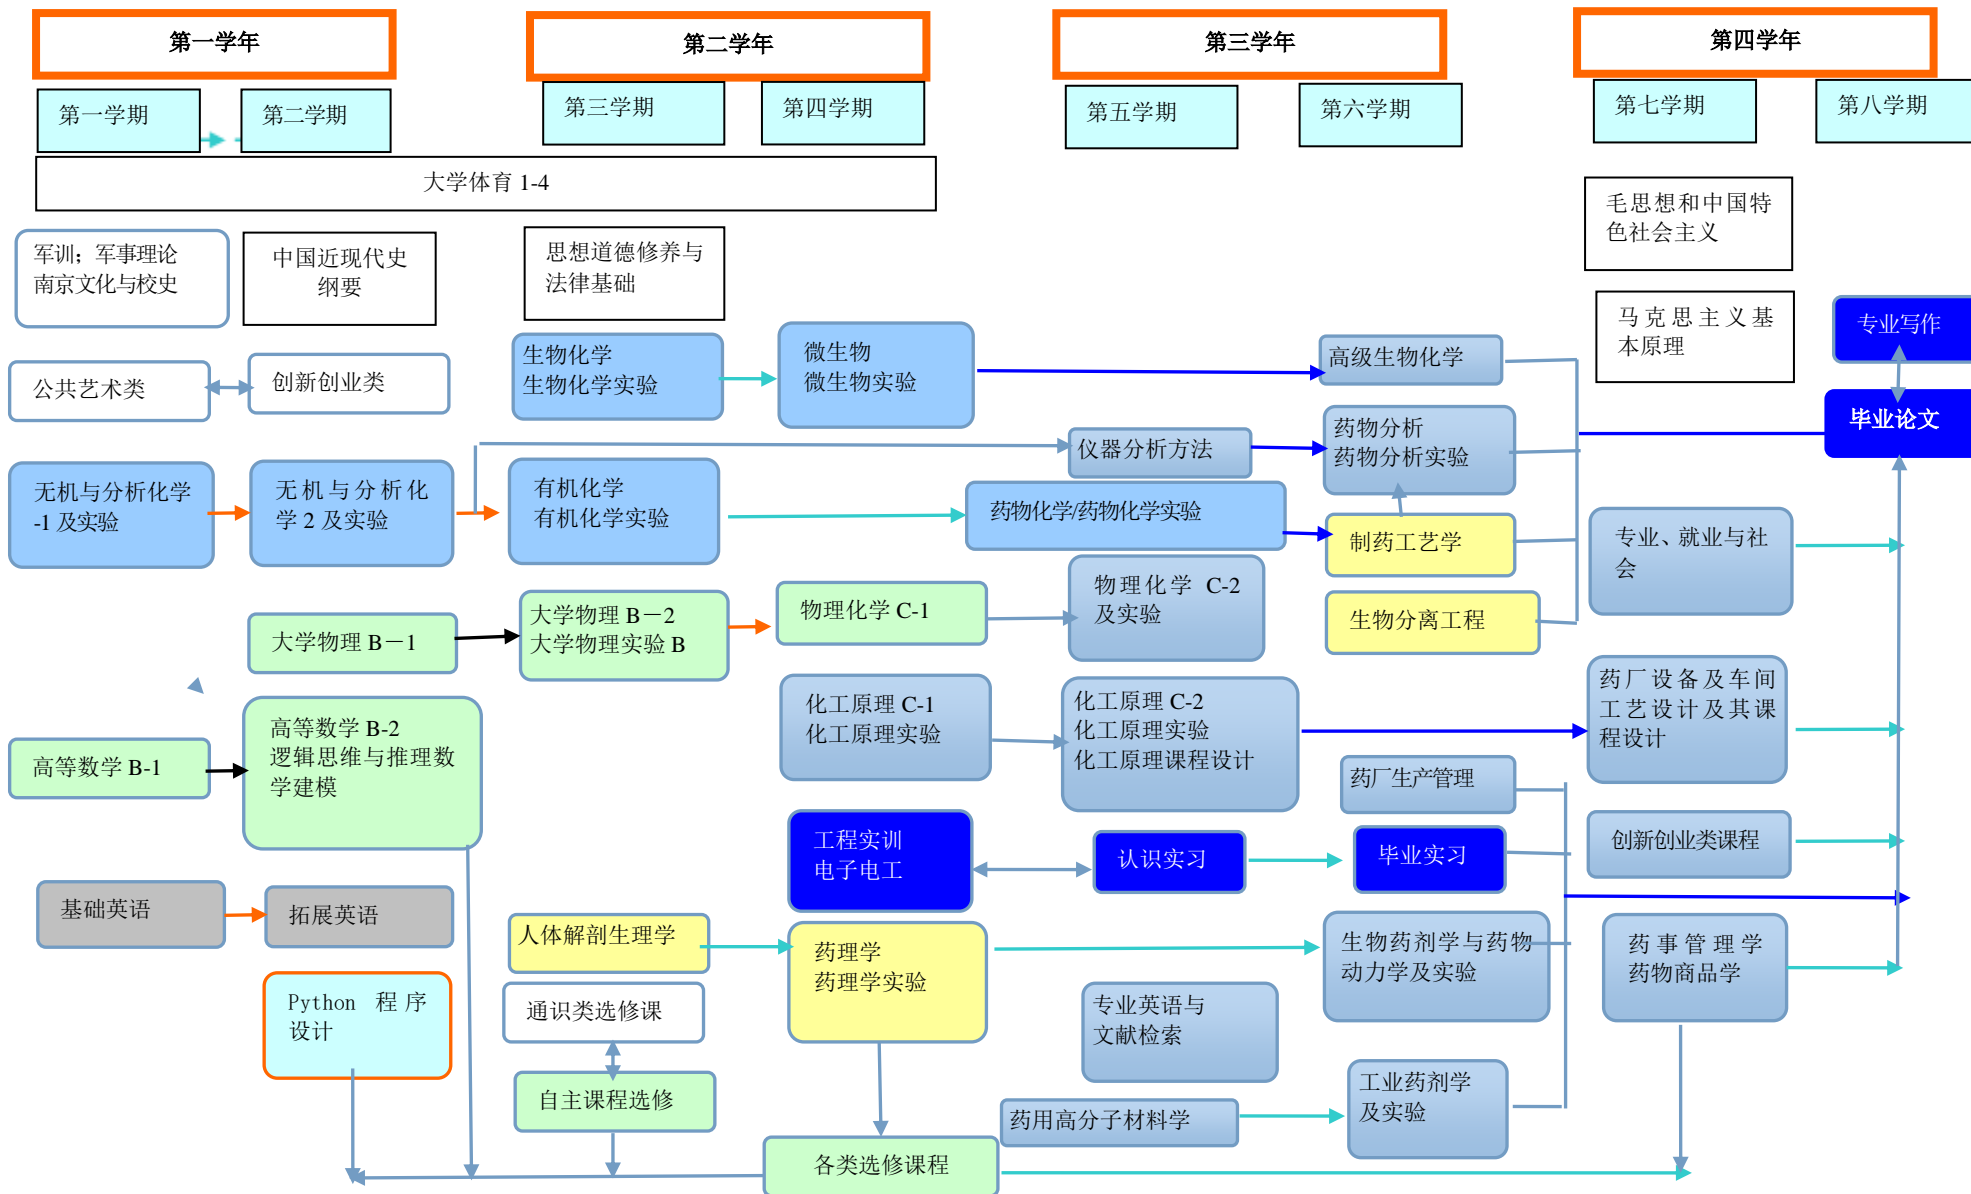 第一学年
第二学年
第三学年
第四学年
第一学期
第二学期
第三学期
第四学期
第五学期
第六学期
第七学期
第八学期
大学体育 1-4
军训；军事理论
南京文化与校史
中国近现代史
纲要
思想道德修养与
法律基础
毛思想和中国特
色社会主义
马克思主义基
本原理
专业写作
公共艺术类
创新创业类
生物化学
生物化学实验
微生物
微生物实验
高级生物化学
毕业论文
仪器分析方法
药物分析
药物分析实验
无机与分析化学
-1 及实验
无机与分析化
学 2 及实验
有机化学
有机化学实验
药物化学/药物化学实验
制药工艺学
专业、就业与社
会
大学物理 B－1
大学物理 B－2
大学物理实验 B
物理化学 C-1
物理化学 C-2
及实验
生物分离工程
高等数学 B-1
高等数学 B-2
逻辑思维与推理数
学建模
化工原理 C-1
化工原理实验
化工原理 C-2
化工原理实验
化工原理课程设计
药厂设备及车间
工艺设计及其课
程设计
药厂生产管理
工程实训
电子电工
认识实习
毕业实习
创新创业类课程
基础英语
拓展英语
人体解剖生理学
药理学
药理学实验
生物药剂学与药物
动力学及实验
药事管理学
药物商品学
Python 程序
设计
通识类选修课
专业英语与
文献检索
自主课程选修
药用高分子材料学
工业药剂学
及实验
各类选修课程